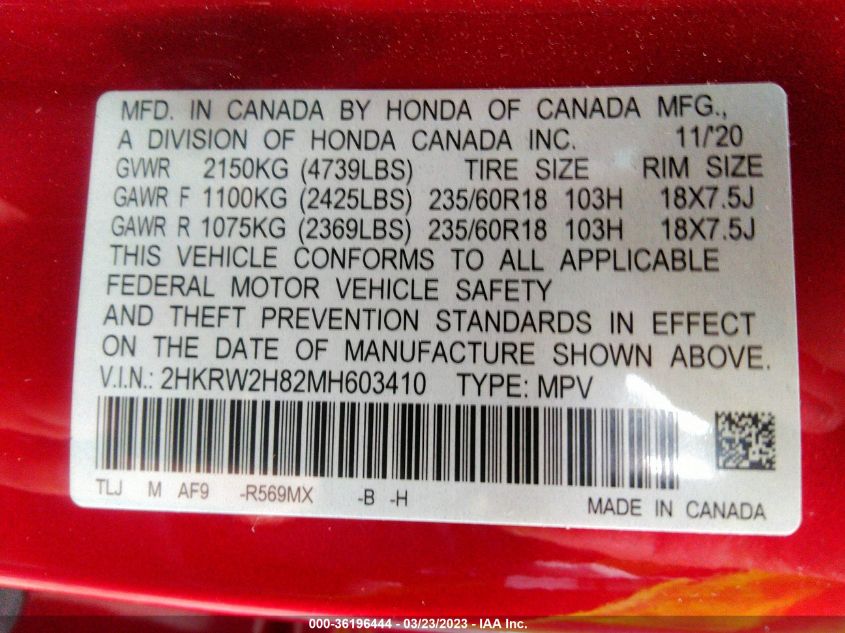 MFD. IN CANADA BY HONDA OF CANADA MFG.,
A DIVISION OF HONDA CANADA INC. 11/'20
GVWR 2150KG (4739LBS) TIRE SIZE RIM SIZE
GAWR F 1100KG (2425LBS) 235/60R18 103H 18X7.5J
GAWR R 1075KG (2369LBS) 235/60R18 103H 18X7.5J
THIS VEHICLE CONFORMS TO ALL APPLICABLE
FEDERAL MOTOR VEHICLE SAFETY
AND THEFT PREVENTION STANDARDS IN EFFECT
ON THE DATE OF MANUFACTURE SHOWN ABOVE.
V.I.N.: 2HKRW2H82MH603410 TYPE: MPV
TLJ M AF9 -R569MX -B -H
MADE IN CANADA
000-36196444 - 03/23/2023 - IAA Inc.